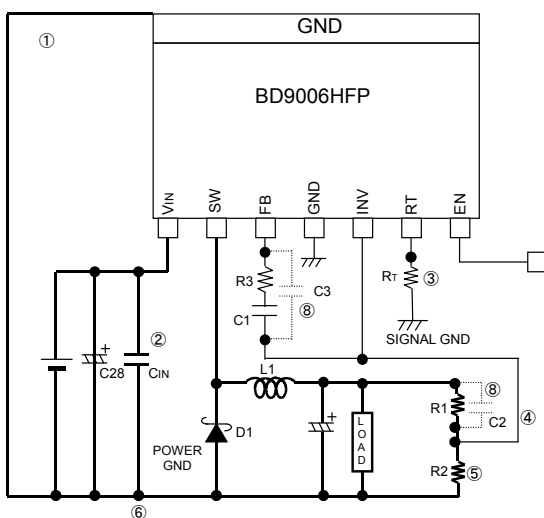 ①
GND
BD9006HFP
VIN
SW
FB
GND
INV
RT
EN
R3
C3
⑧
C1
RT
③
SIGNAL GND
②
C28
CIN
L1
⑧
R1
C2
④
D1
POWER
GND
LOAD
R2
⑤
⑥